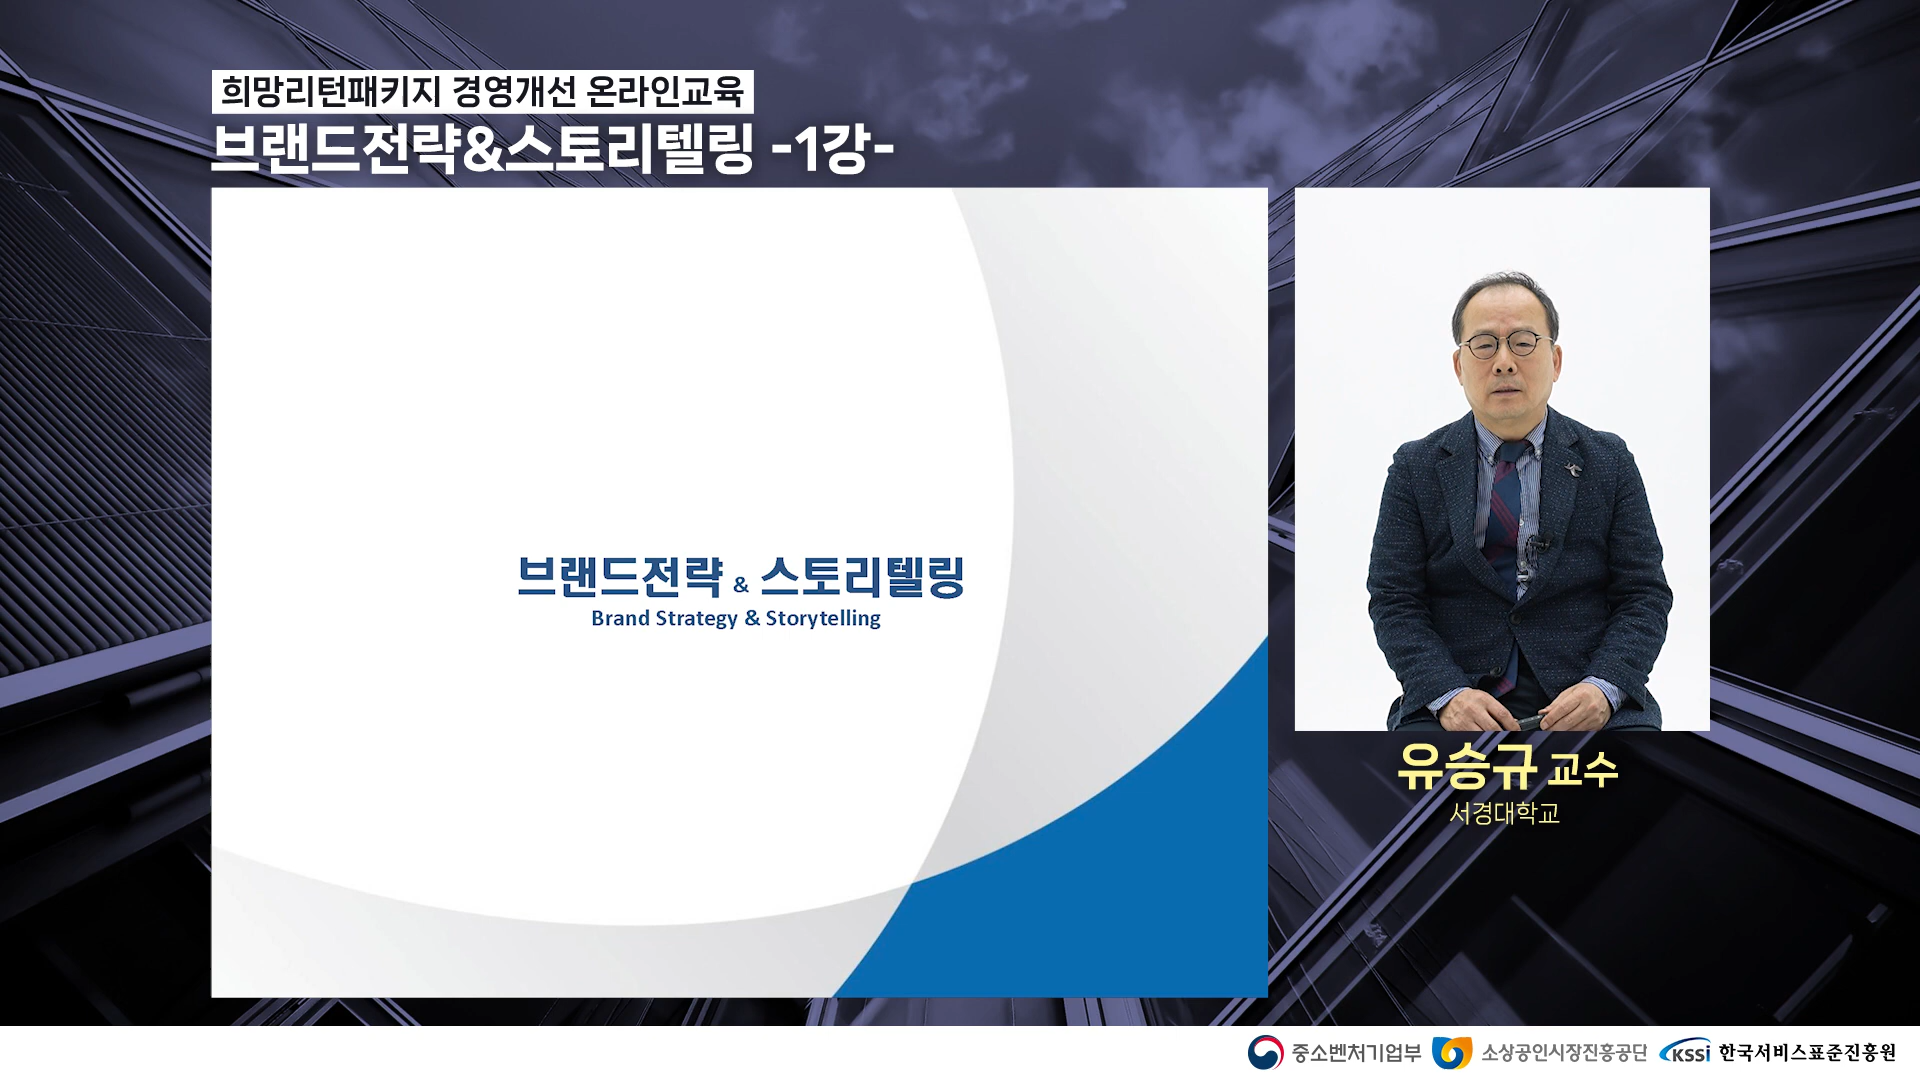 희망리턴패키지 경영개선 온라인교육
브랜드전략&스토리텔링 -1강-
브랜드전략 & 스토리텔링
Brand Strategy & Storytelling
유승규 교수
서경대학교
중소벤처기업부 소상공인시장진흥공단 KSSi 한국서비스표준진흥원